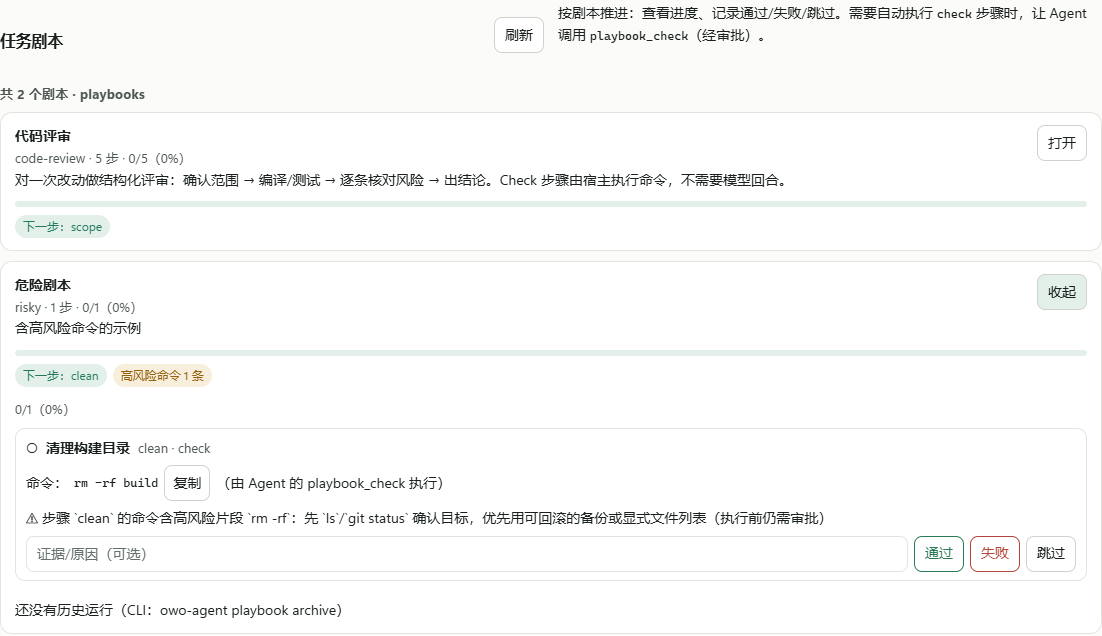 任务剧本
刷新
按剧本推进：查看进度、记录通过/失败/跳过。需要自动执行 check 步骤时，让 Agent
调用 playbook_check（经审批）。
共 2 个剧本 · playbooks
代码评审
打开
code-review · 5 步 · 0/5（0%）
对一次改动做结构化评审：确认范围 → 编译/测试 → 逐条核对风险 → 出结论。Check 步骤由宿主执行命令，不需要模型回合。
下一步：scope
危险剧本
收起
risky · 1 步 · 0/1（0%）
含高风险命令的示例
下一步：clean
高风险命令 1 条
0/1（0%）
清理构建目录 clean · check
命令： rm -rf build 复制 （由 Agent 的 playbook_check 执行）
⚠ 步骤 `clean` 的命令含高风险片段 `rm -rf`：先 `ls`/`git status` 确认目标，优先用可回滚的备份或显式文件列表（执行前仍需审批）
证据/原因（可选） 通过 失败 跳过
还没有历史运行（CLI：owo-agent playbook archive）